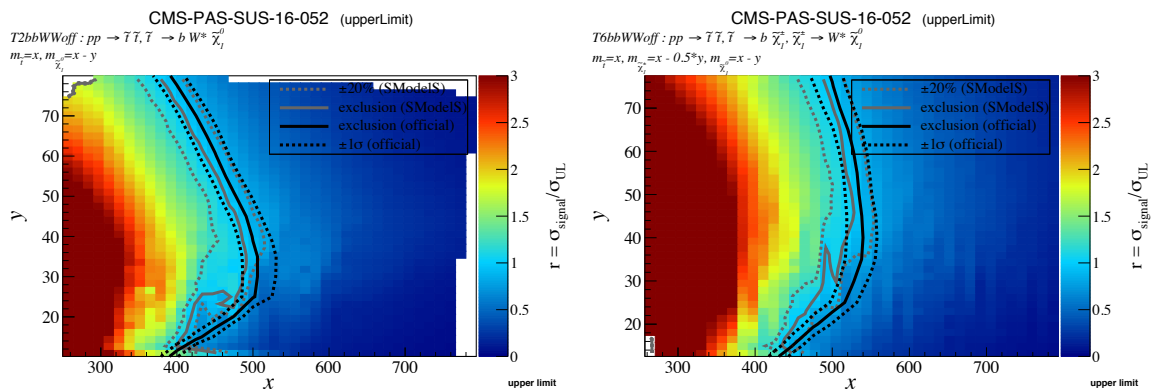 CMS-PAS-SUS-16-052 (upperLimit)
T2bbWWoff : pp → t̃ t̃, t̃ → b W* χ̃₁⁰
m_t̃=x, m_χ̃₁⁰=x - y
±20% (SModelS)
exclusion (SModelS)
exclusion (official)
±1σ (official)
y
70
60
50
40
30
20
300 400 500 600 700
x
3
2.5
2
1.5
1
0.5
0
r = σ_signal/σ_UL
upper limit
CMS-PAS-SUS-16-052 (upperLimit)
T6bbWWoff : pp → t̃ t̃, t̃ → b χ̃₁±, χ̃₁± → W* χ̃₁⁰
m_t̃=x, m_χ̃₁±=x - 0.5*y, m_χ̃₁⁰=x - y
±20% (SModelS)
exclusion (SModelS)
exclusion (official)
±1σ (official)
y
70
60
50
40
30
20
300 400 500 600 700
x
3
2.5
2
1.5
1
0.5
0
r = σ_signal/σ_UL
upper limit